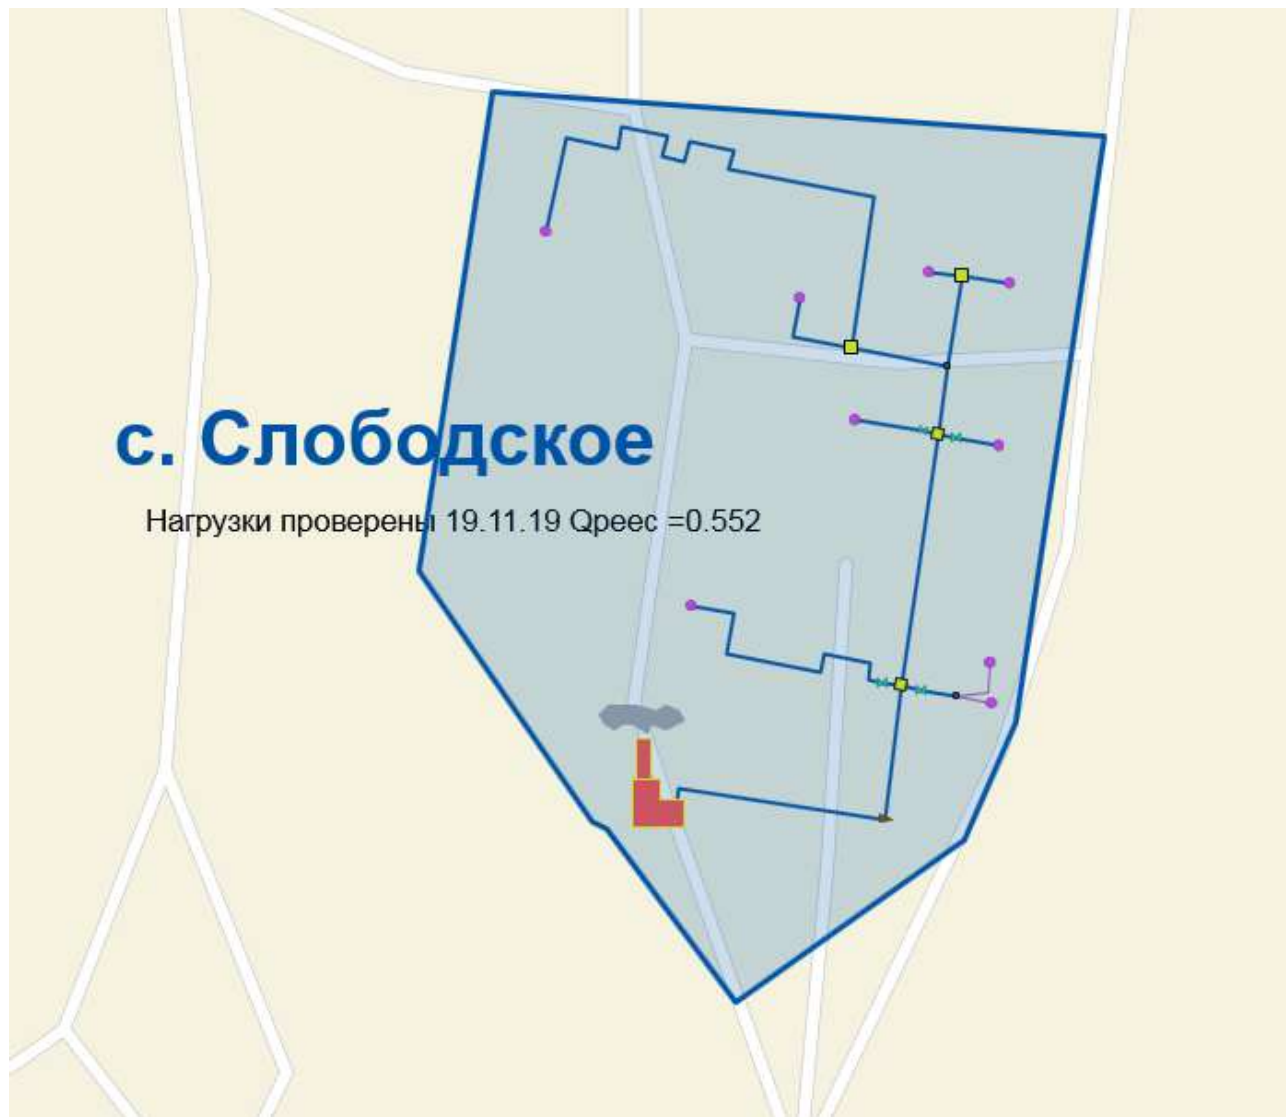 с. Слободское
Нагрузки проверены 19.11.19 Qреес =0.552